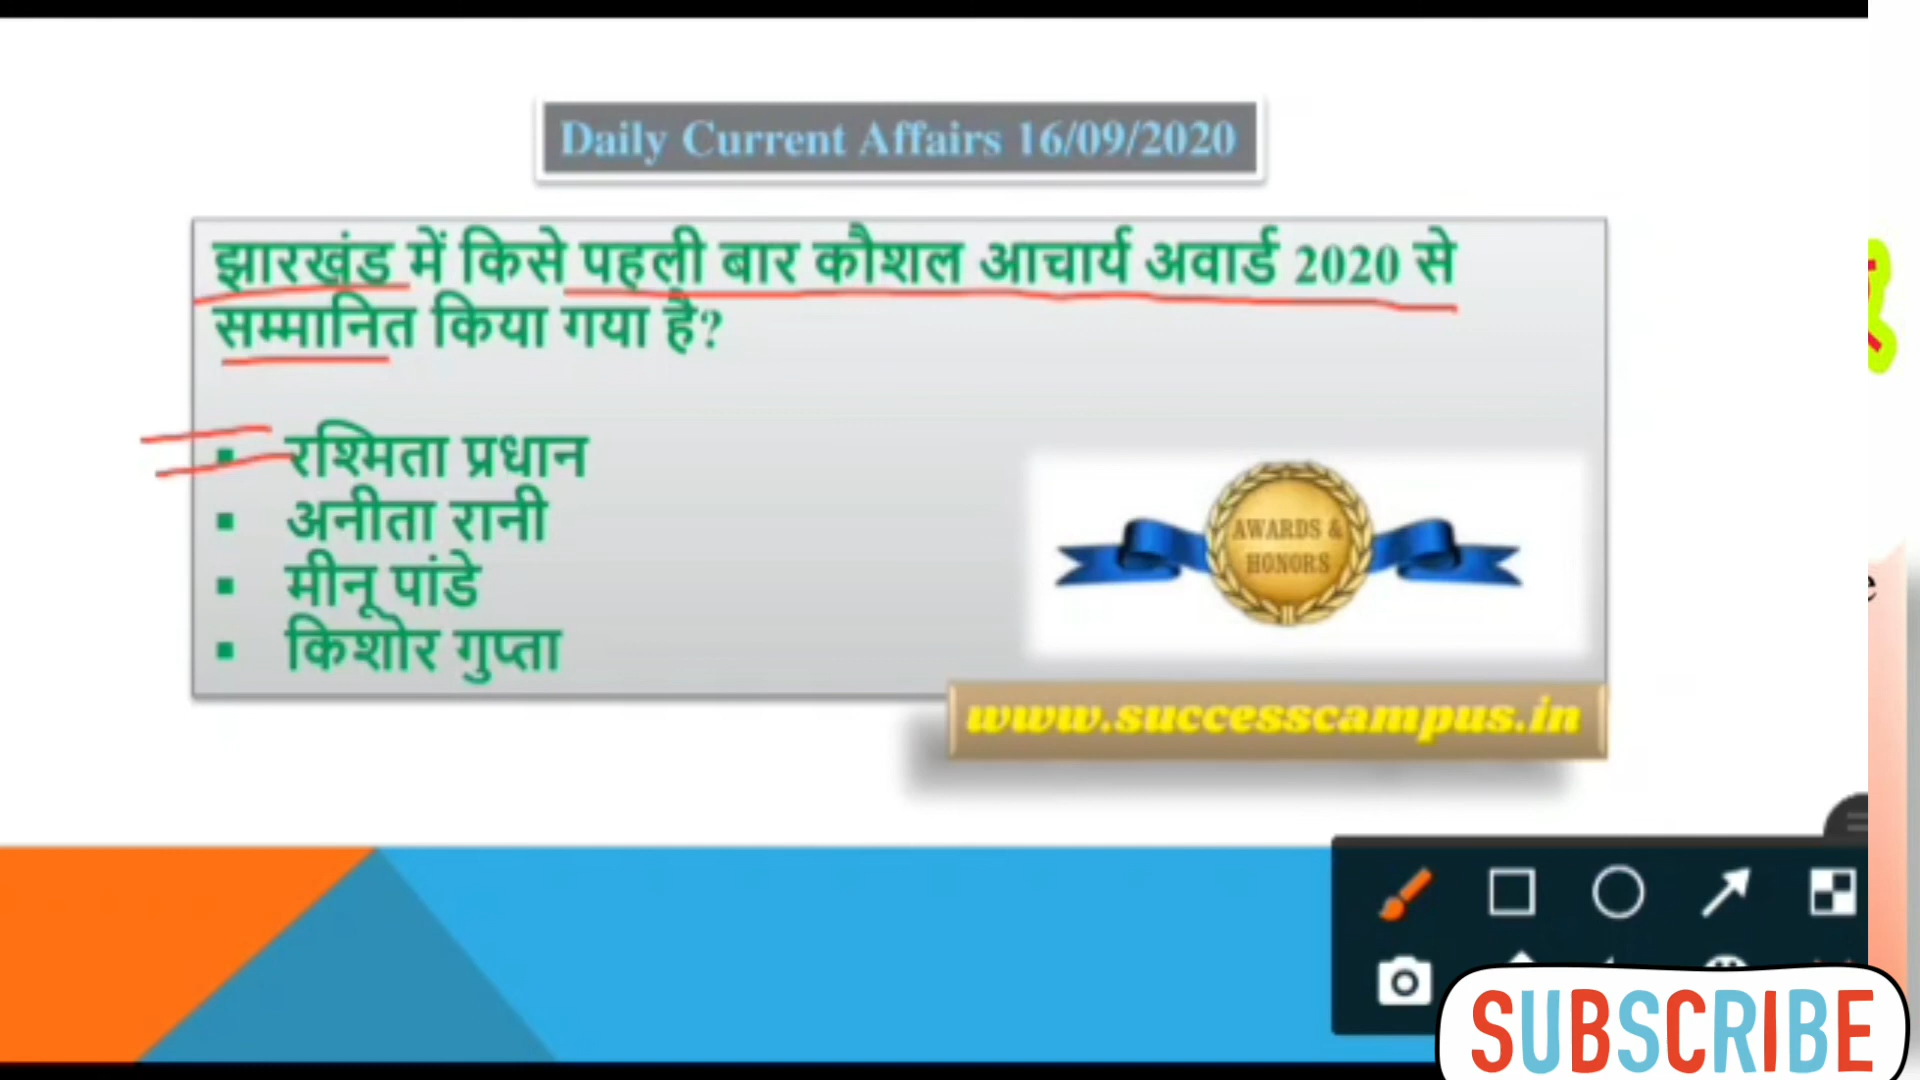 Daily Current Affairs 16/09/2020
झारखंड में किसे पहली बार कौशल आचार्य अवार्ड 2020 से
सम्मानित किया गया है?
▪ रश्मिता प्रधान
▪ अनीता रानी
▪ मीनू पांडे
▪ किशोर गुप्ता
AWARDS &
HONORS
www.successcampus.in
SUBSCRIBE